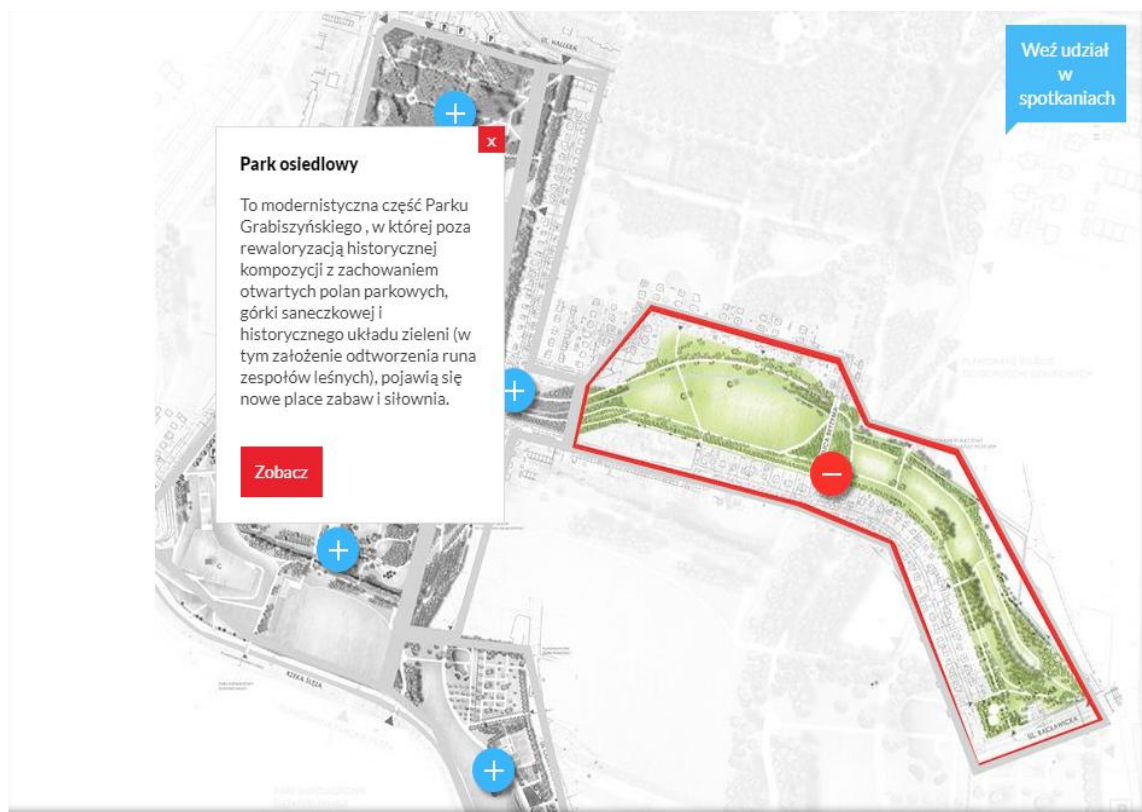 UL. HALLERA
Weź udział
w
spotkaniach
x
Park osiedlowy
To modernistyczna część Parku
Grabiszyńskiego , w której poza
rewaloryzacją historycznej
kompozycji z zachowaniem
otwartych polan parkowych,
górki saneczkowej i
historycznego układu zieleni (w
tym założenie odtworzenia runa
zespołów leśnych), pojawią się
nowe place zabaw i siłownia.
Zobacz
RZEKA ŚLĘZA
UL. RACŁAWICKA